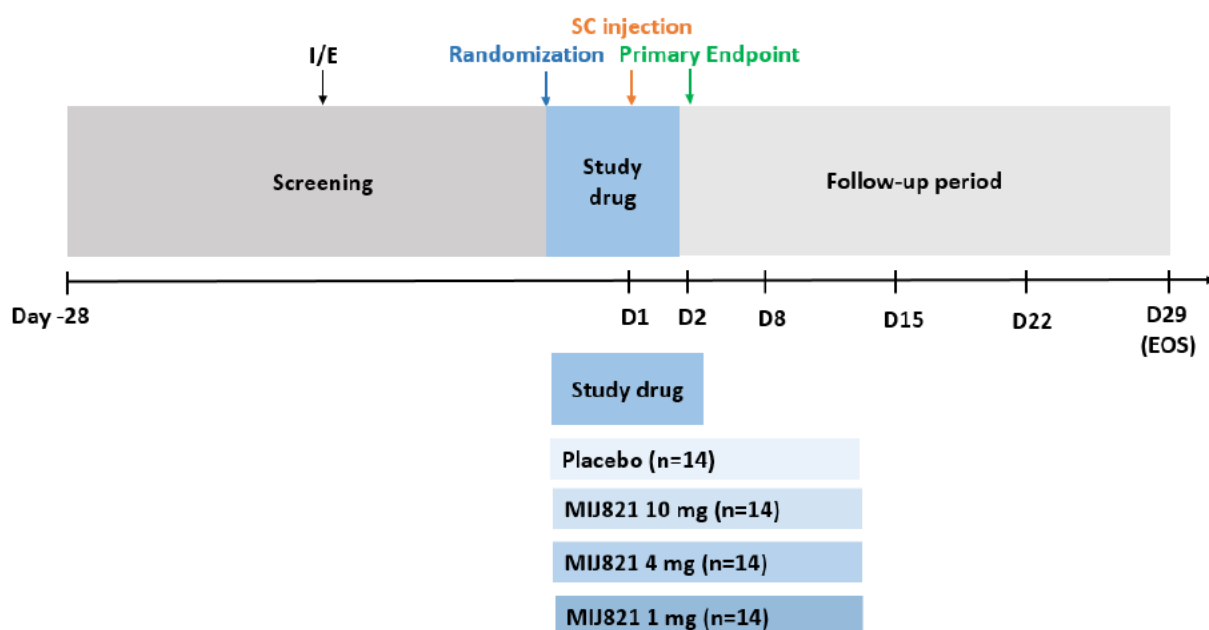 SC injection
I/E
Randomization
Primary Endpoint
Screening
Study
drug
Follow-up period
Day -28
D1
D2
D8
D15
D22
D29
(EOS)
Study drug
Placebo (n=14)
MIJ821 10 mg (n=14)
MIJ821 4 mg (n=14)
MIJ821 1 mg (n=14)